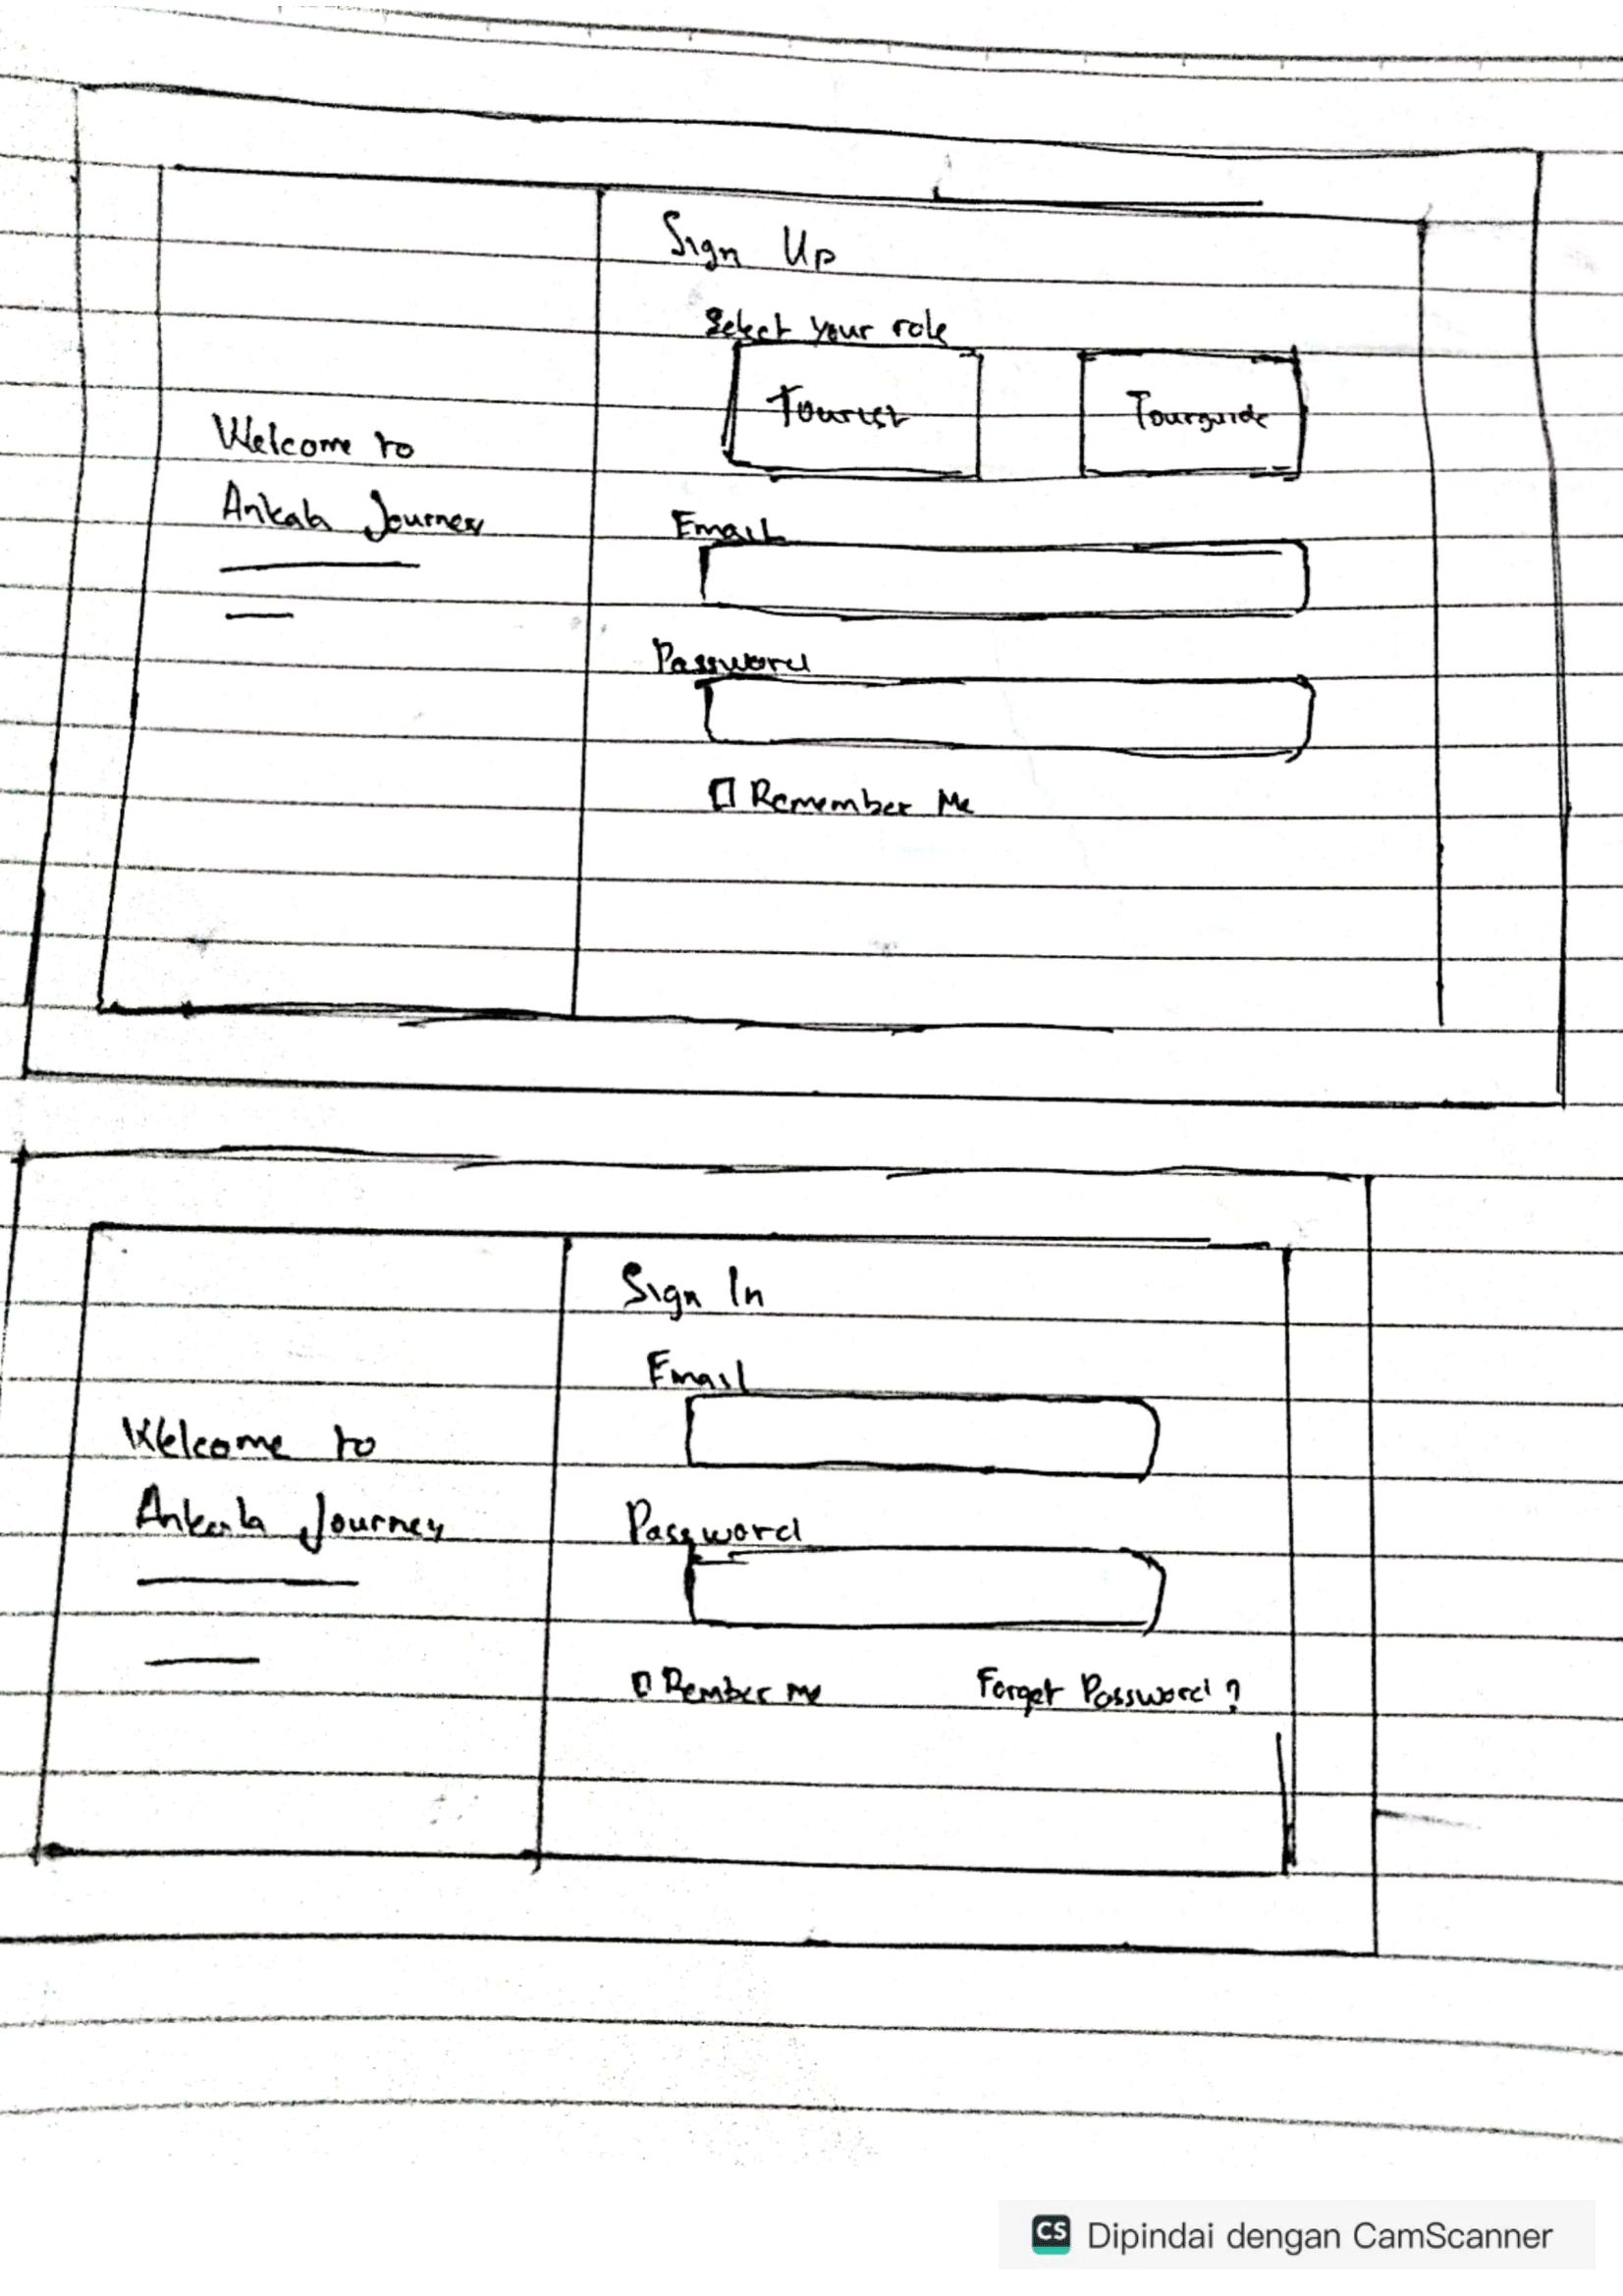 Sign Up
Select your role
Tourist
Tourguide
Welcome to
Ankala Journey
Email
Password
Remember Me
Sign In
Email
Welcome to
Ankala Journey
Password
Rember me
Forget Password?
CS Dipindai dengan CamScanner